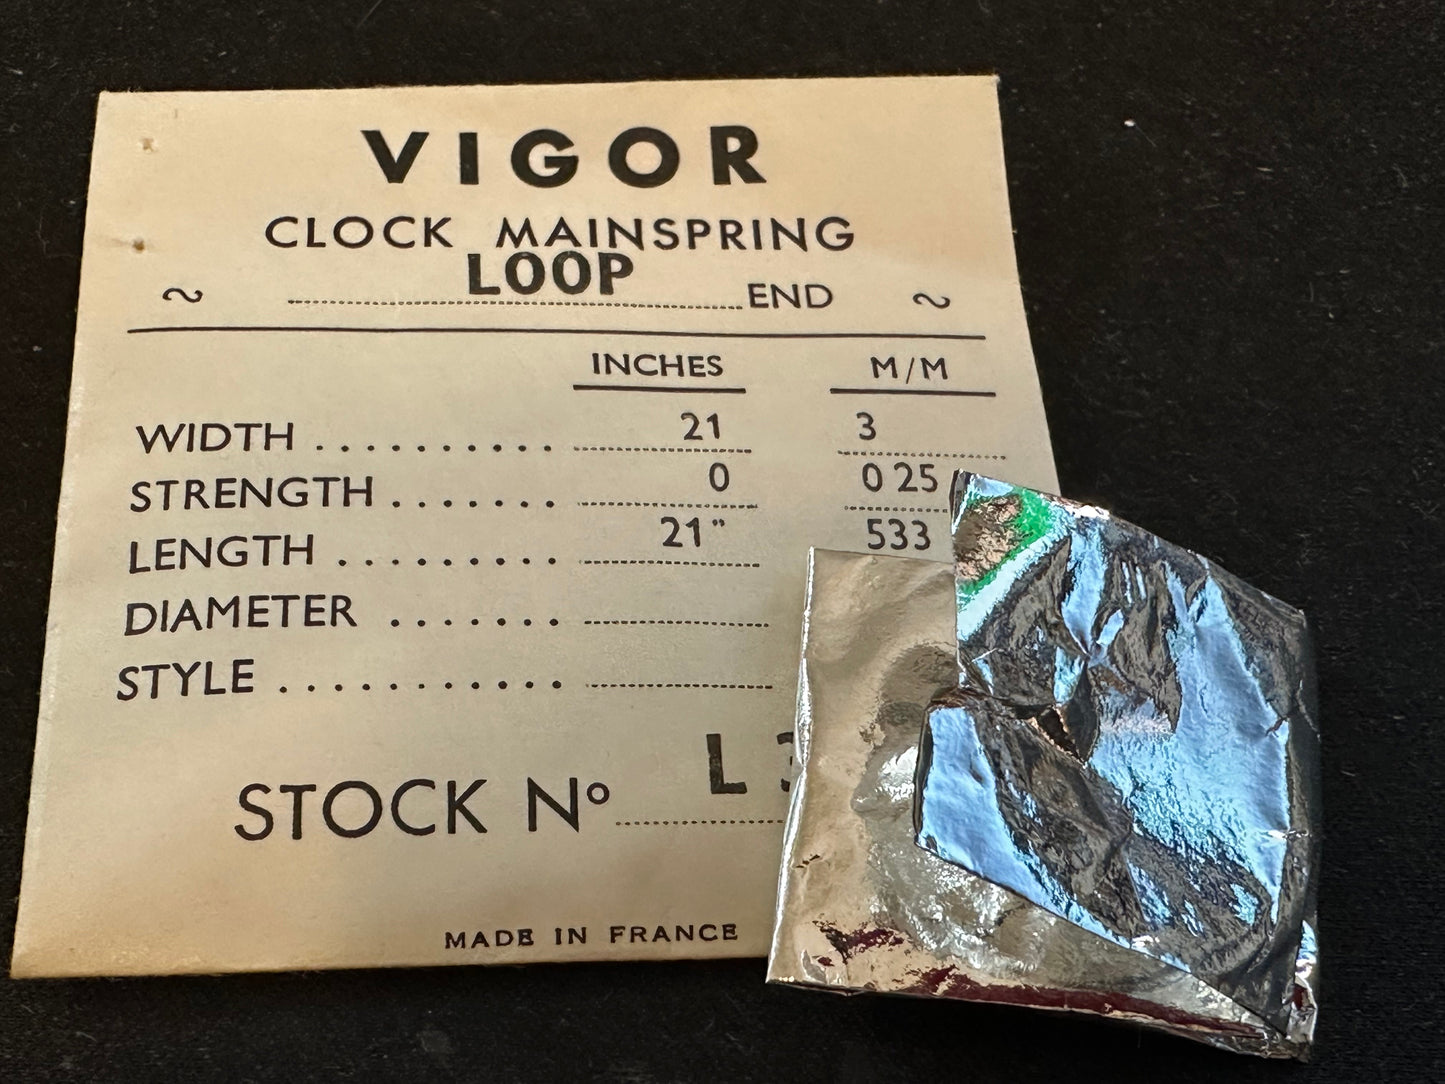 VIGOR
CLOCK MAINSPRING
~ LOOP END ~
INCHES M/M
WIDTH .......... 21 3
STRENGTH ....... 0 0 25
LENGTH ......... 21" 533
DIAMETER .......
STYLE ...........
STOCK Nº L
MADE IN FRANCE